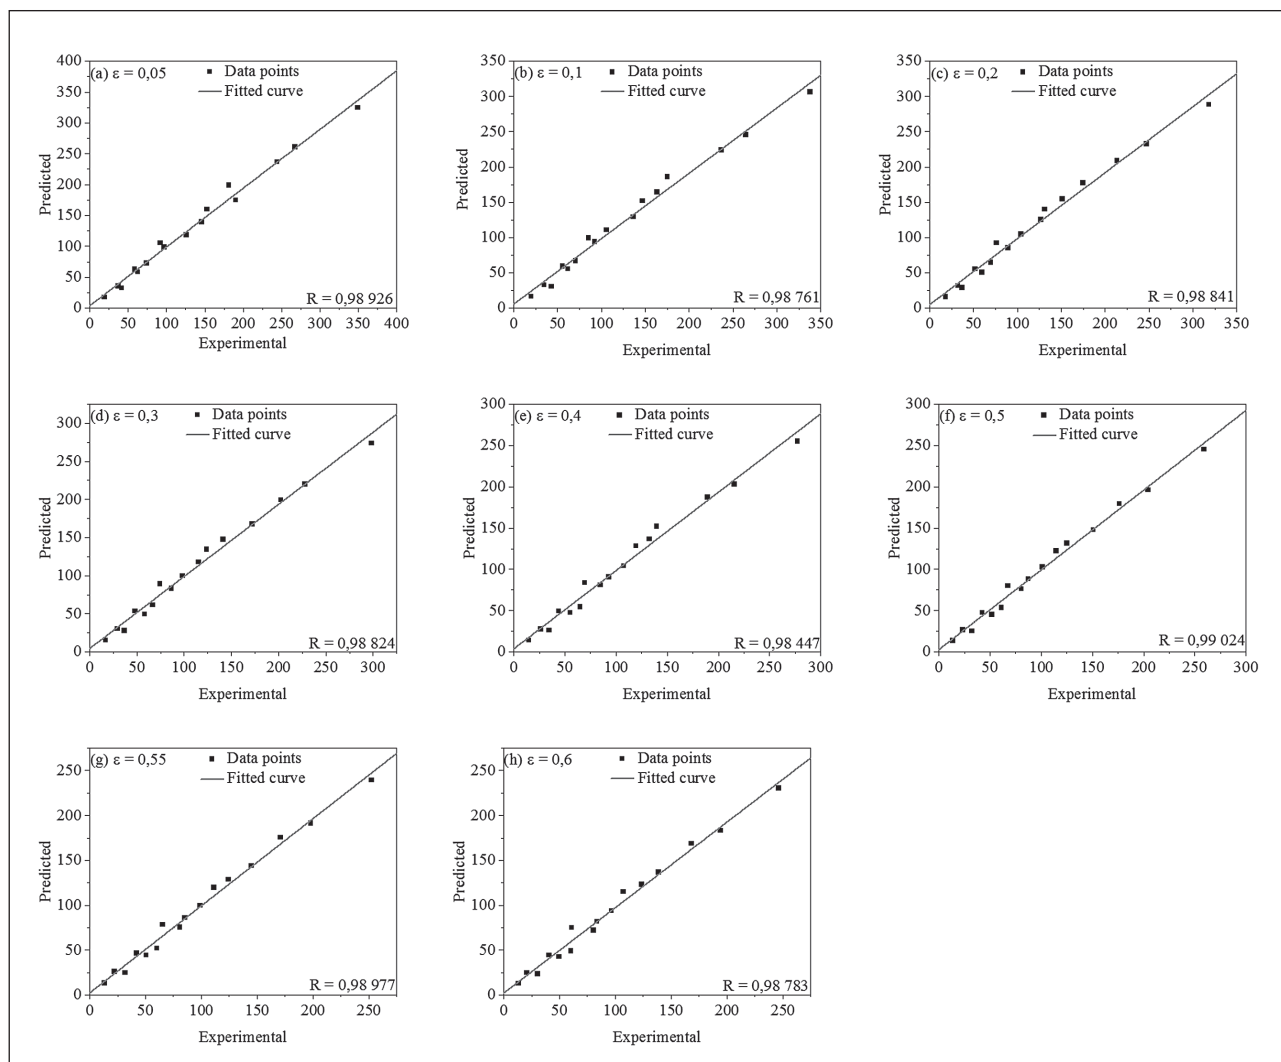 (a) ε = 0,05
Data points
Fitted curve
400
350
300
250
200
150
100
50
0
Predicted
R = 0,98 926
0 50 100 150 200 250 300 350 400
Experimental
(b) ε = 0,1
Data points
Fitted curve
350
300
250
200
150
100
50
0
Predicted
R = 0,98 761
0 50 100 150 200 250 300 350
Experimental
(c) ε = 0,2
Data points
Fitted curve
350
300
250
200
150
100
50
0
Predicted
R = 0,98 841
0 50 100 150 200 250 300 350
Experimental
(d) ε = 0,3
Data points
Fitted curve
300
250
200
150
100
50
0
Predicted
R = 0,98 824
0 50 100 150 200 250 300
Experimental
(e) ε = 0,4
Data points
Fitted curve
300
250
200
150
100
50
0
Predicted
R = 0,98 447
0 50 100 150 200 250 300
Experimental
(f) ε = 0,5
Data points
Fitted curve
300
250
200
150
100
50
0
Predicted
R = 0,99 024
0 50 100 150 200 250 300
Experimental
(g) ε = 0,55
Data points
Fitted curve
250
200
150
100
50
0
Predicted
R = 0,98 977
0 50 100 150 200 250
Experimental
(h) ε = 0,6
Data points
Fitted curve
250
200
150
100
50
0
Predicted
R = 0,98 783
0 50 100 150 200 250
Experimental